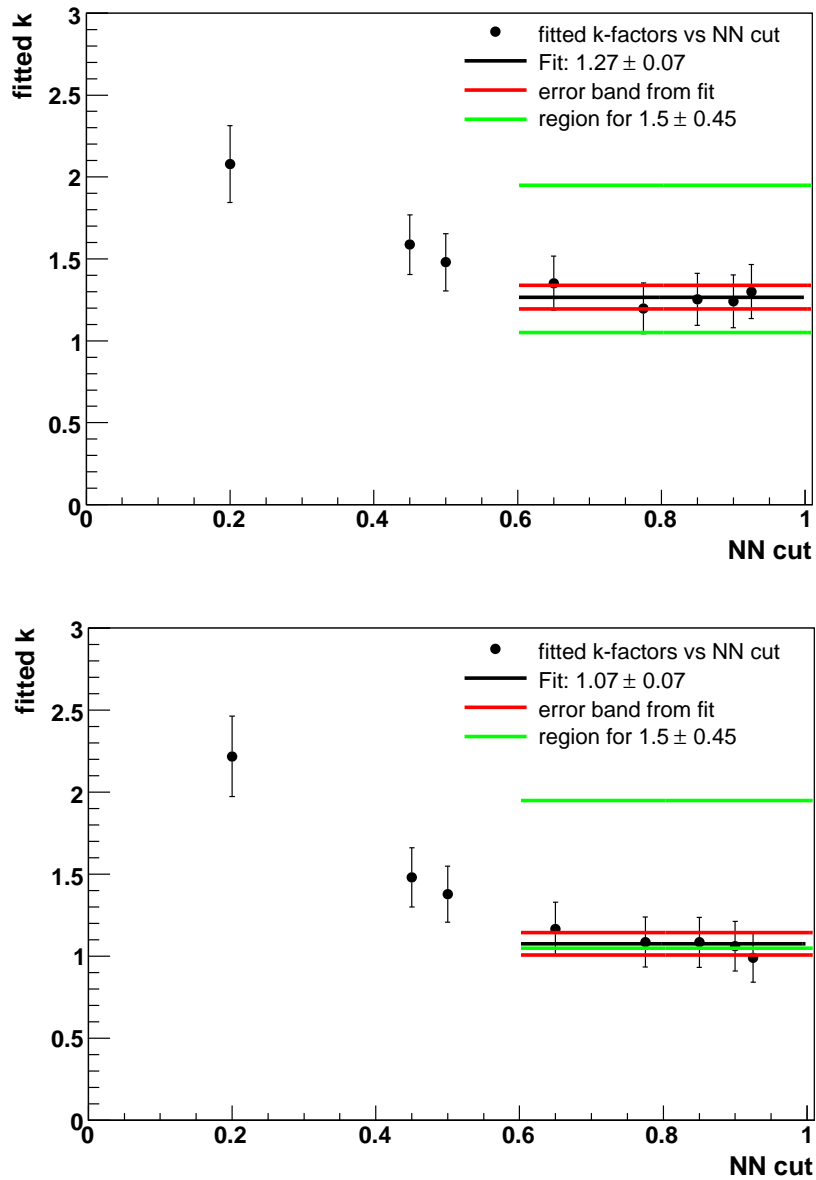 fitted k
3
2.5
2
1.5
1
0.5
0
0 0.2 0.4 0.6 0.8 1
NN cut
fitted k-factors vs NN cut
Fit: 1.27 ± 0.07
error band from fit
region for 1.5 ± 0.45
fitted k
3
2.5
2
1.5
1
0.5
0
0 0.2 0.4 0.6 0.8 1
NN cut
fitted k-factors vs NN cut
Fit: 1.07 ± 0.07
error band from fit
region for 1.5 ± 0.45